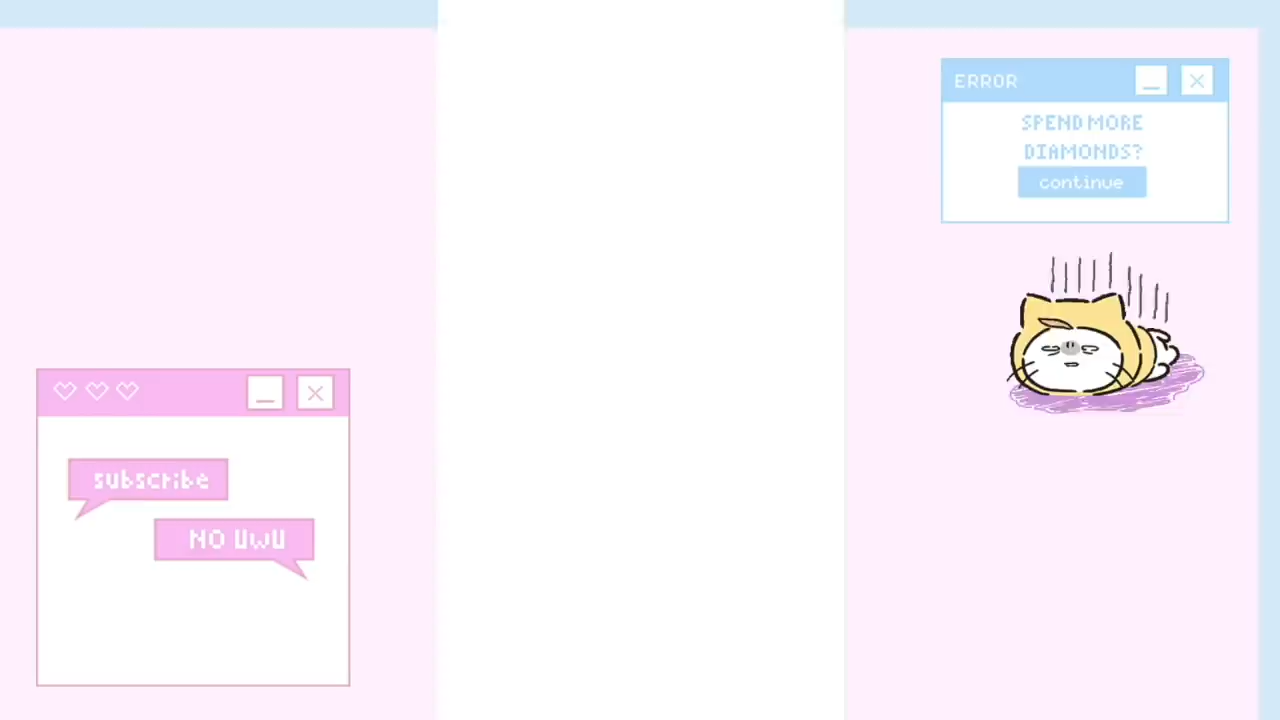 ERROR
SPEND MORE
DIAMONDS?
continue
subscribe
NO UwU